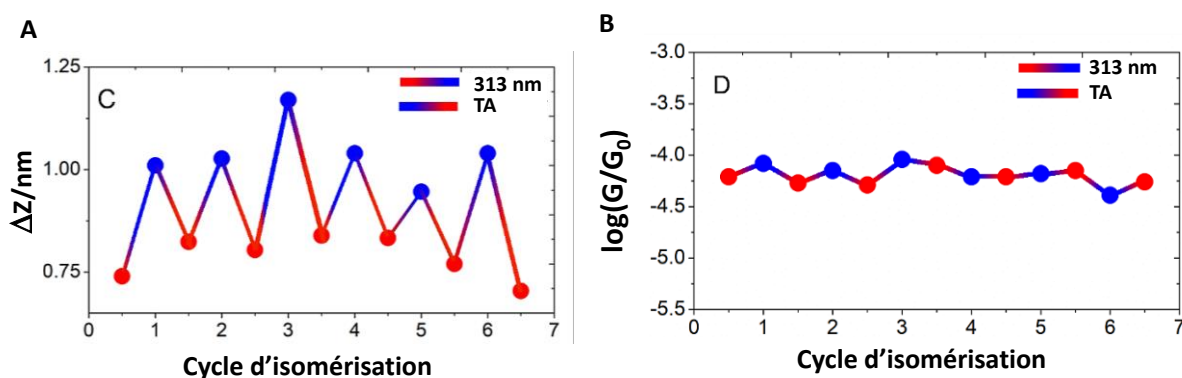 A
ΔZ/nm
1.25
1.00
0.75
C
313 nm
TA
0 1 2 3 4 5 6 7
Cycle d'isomérisation
B
log(G/G₀)
-3.0
-3.5
-4.0
-4.5
-5.0
-5.5
D
313 nm
TA
0 1 2 3 4 5 6 7
Cycle d'isomérisation